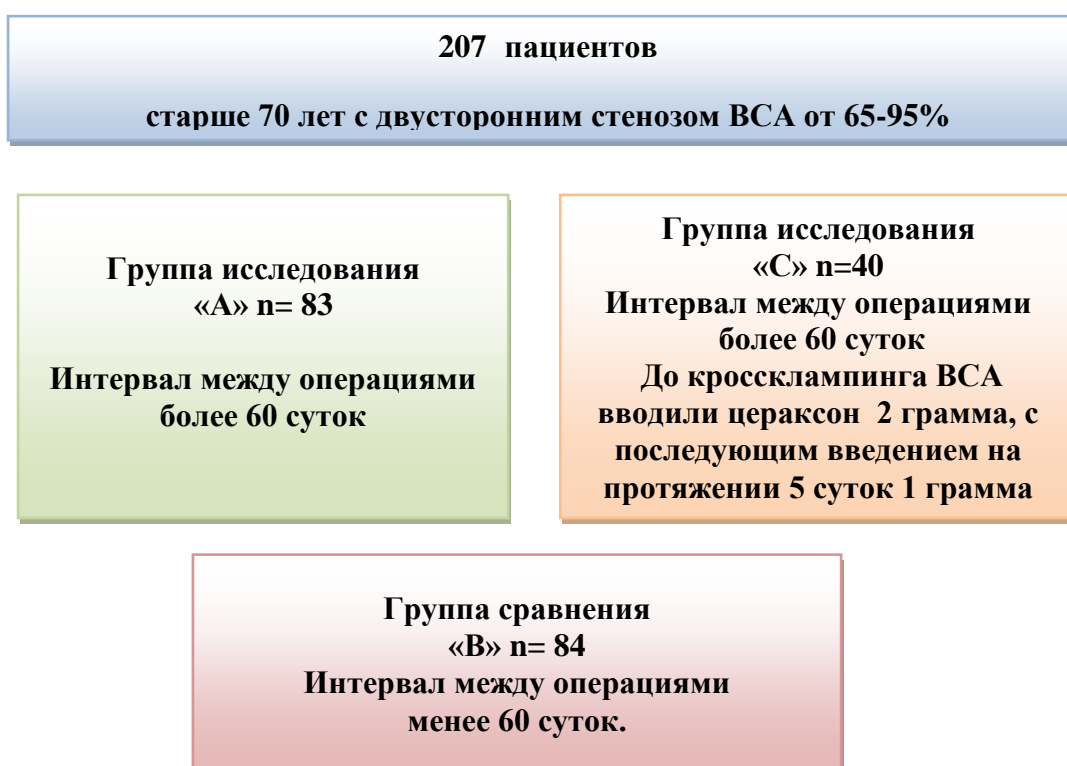 207 пациентов
старше 70 лет с двусторонним стенозом ВСА от 65-95%
Группа исследования
«А» n= 83
Интервал между операциями
более 60 суток
Группа исследования
«С» n=40
Интервал между операциями
более 60 суток
До кроссклампинга ВСА
вводили цераксон 2 грамма, с
последующим введением на
протяжении 5 суток 1 грамма
Группа сравнения
«В» n= 84
Интервал между операциями
менее 60 суток.